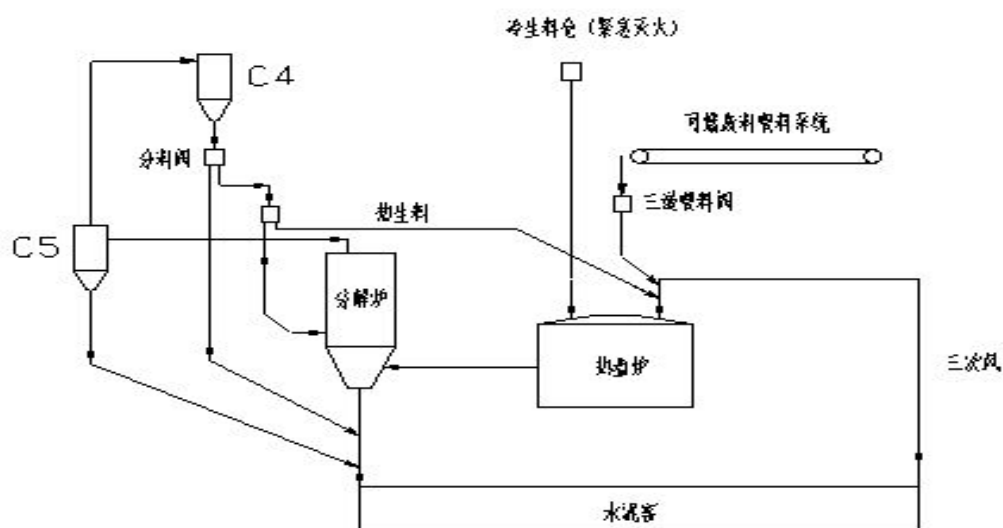 冷生料仓（紧急灭火）
C4
可燃废料喂料系统
分料阀
三道喂料阀
热生料
C5
分解炉
热盘炉
三次风
水泥窑